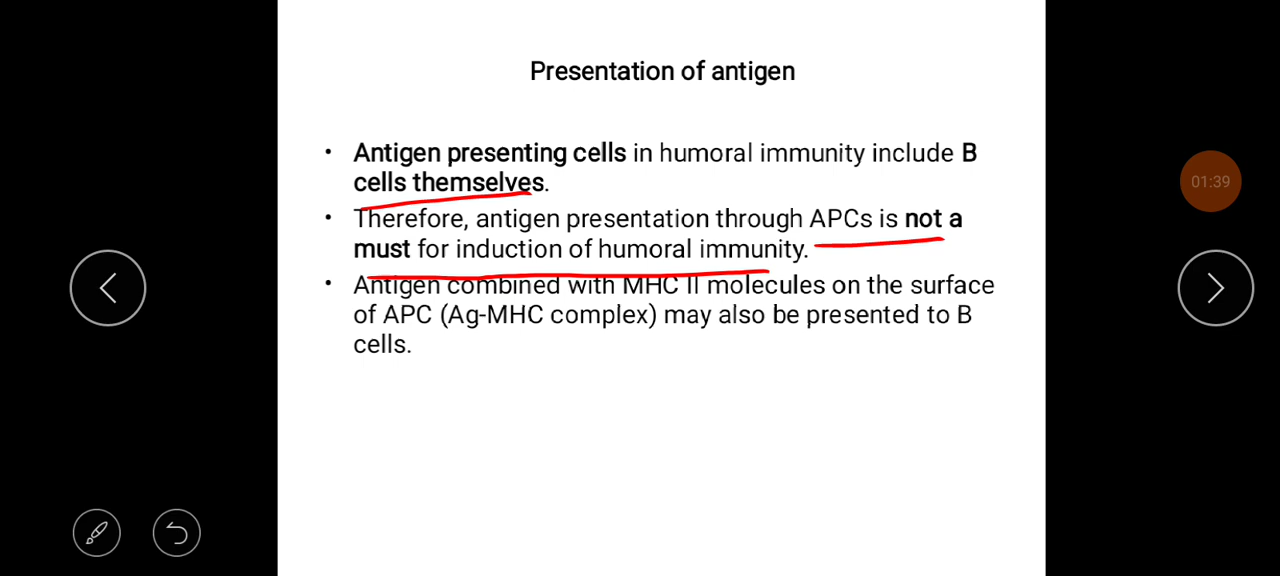 Presentation of antigen
• Antigen presenting cells in humoral immunity include B
cells themselves.
• Therefore, antigen presentation through APCs is not a
must for induction of humoral immunity.
• Antigen combined with MHC II molecules on the surface
of APC (Ag-MHC complex) may also be presented to B
cells.
01:39